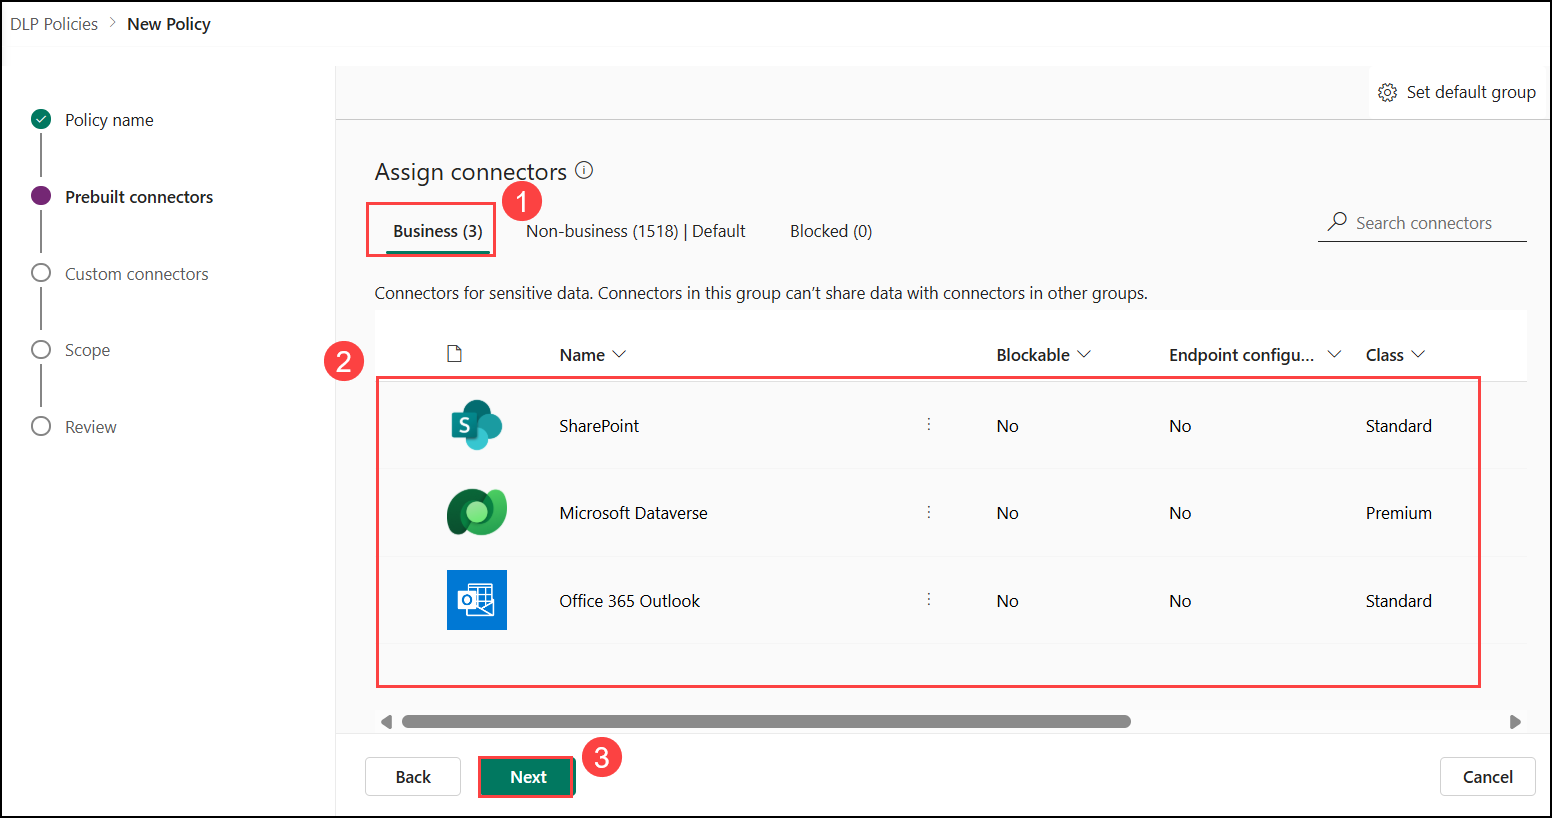 DLP Policies > New Policy
Set default group
Policy name
Prebuilt connectors
Custom connectors
Scope
Review
Assign connectors
1
Business (3)
Non-business (1518) | Default
Blocked (0)
Search connectors
Connectors for sensitive data. Connectors in this group can't share data with connectors in other groups.
2
Name
Blockable
Endpoint configu...
Class
S
SharePoint
No
No
Standard
Microsoft Dataverse
No
No
Premium
O
Office 365 Outlook
No
No
Standard
Back
Next
3
Cancel